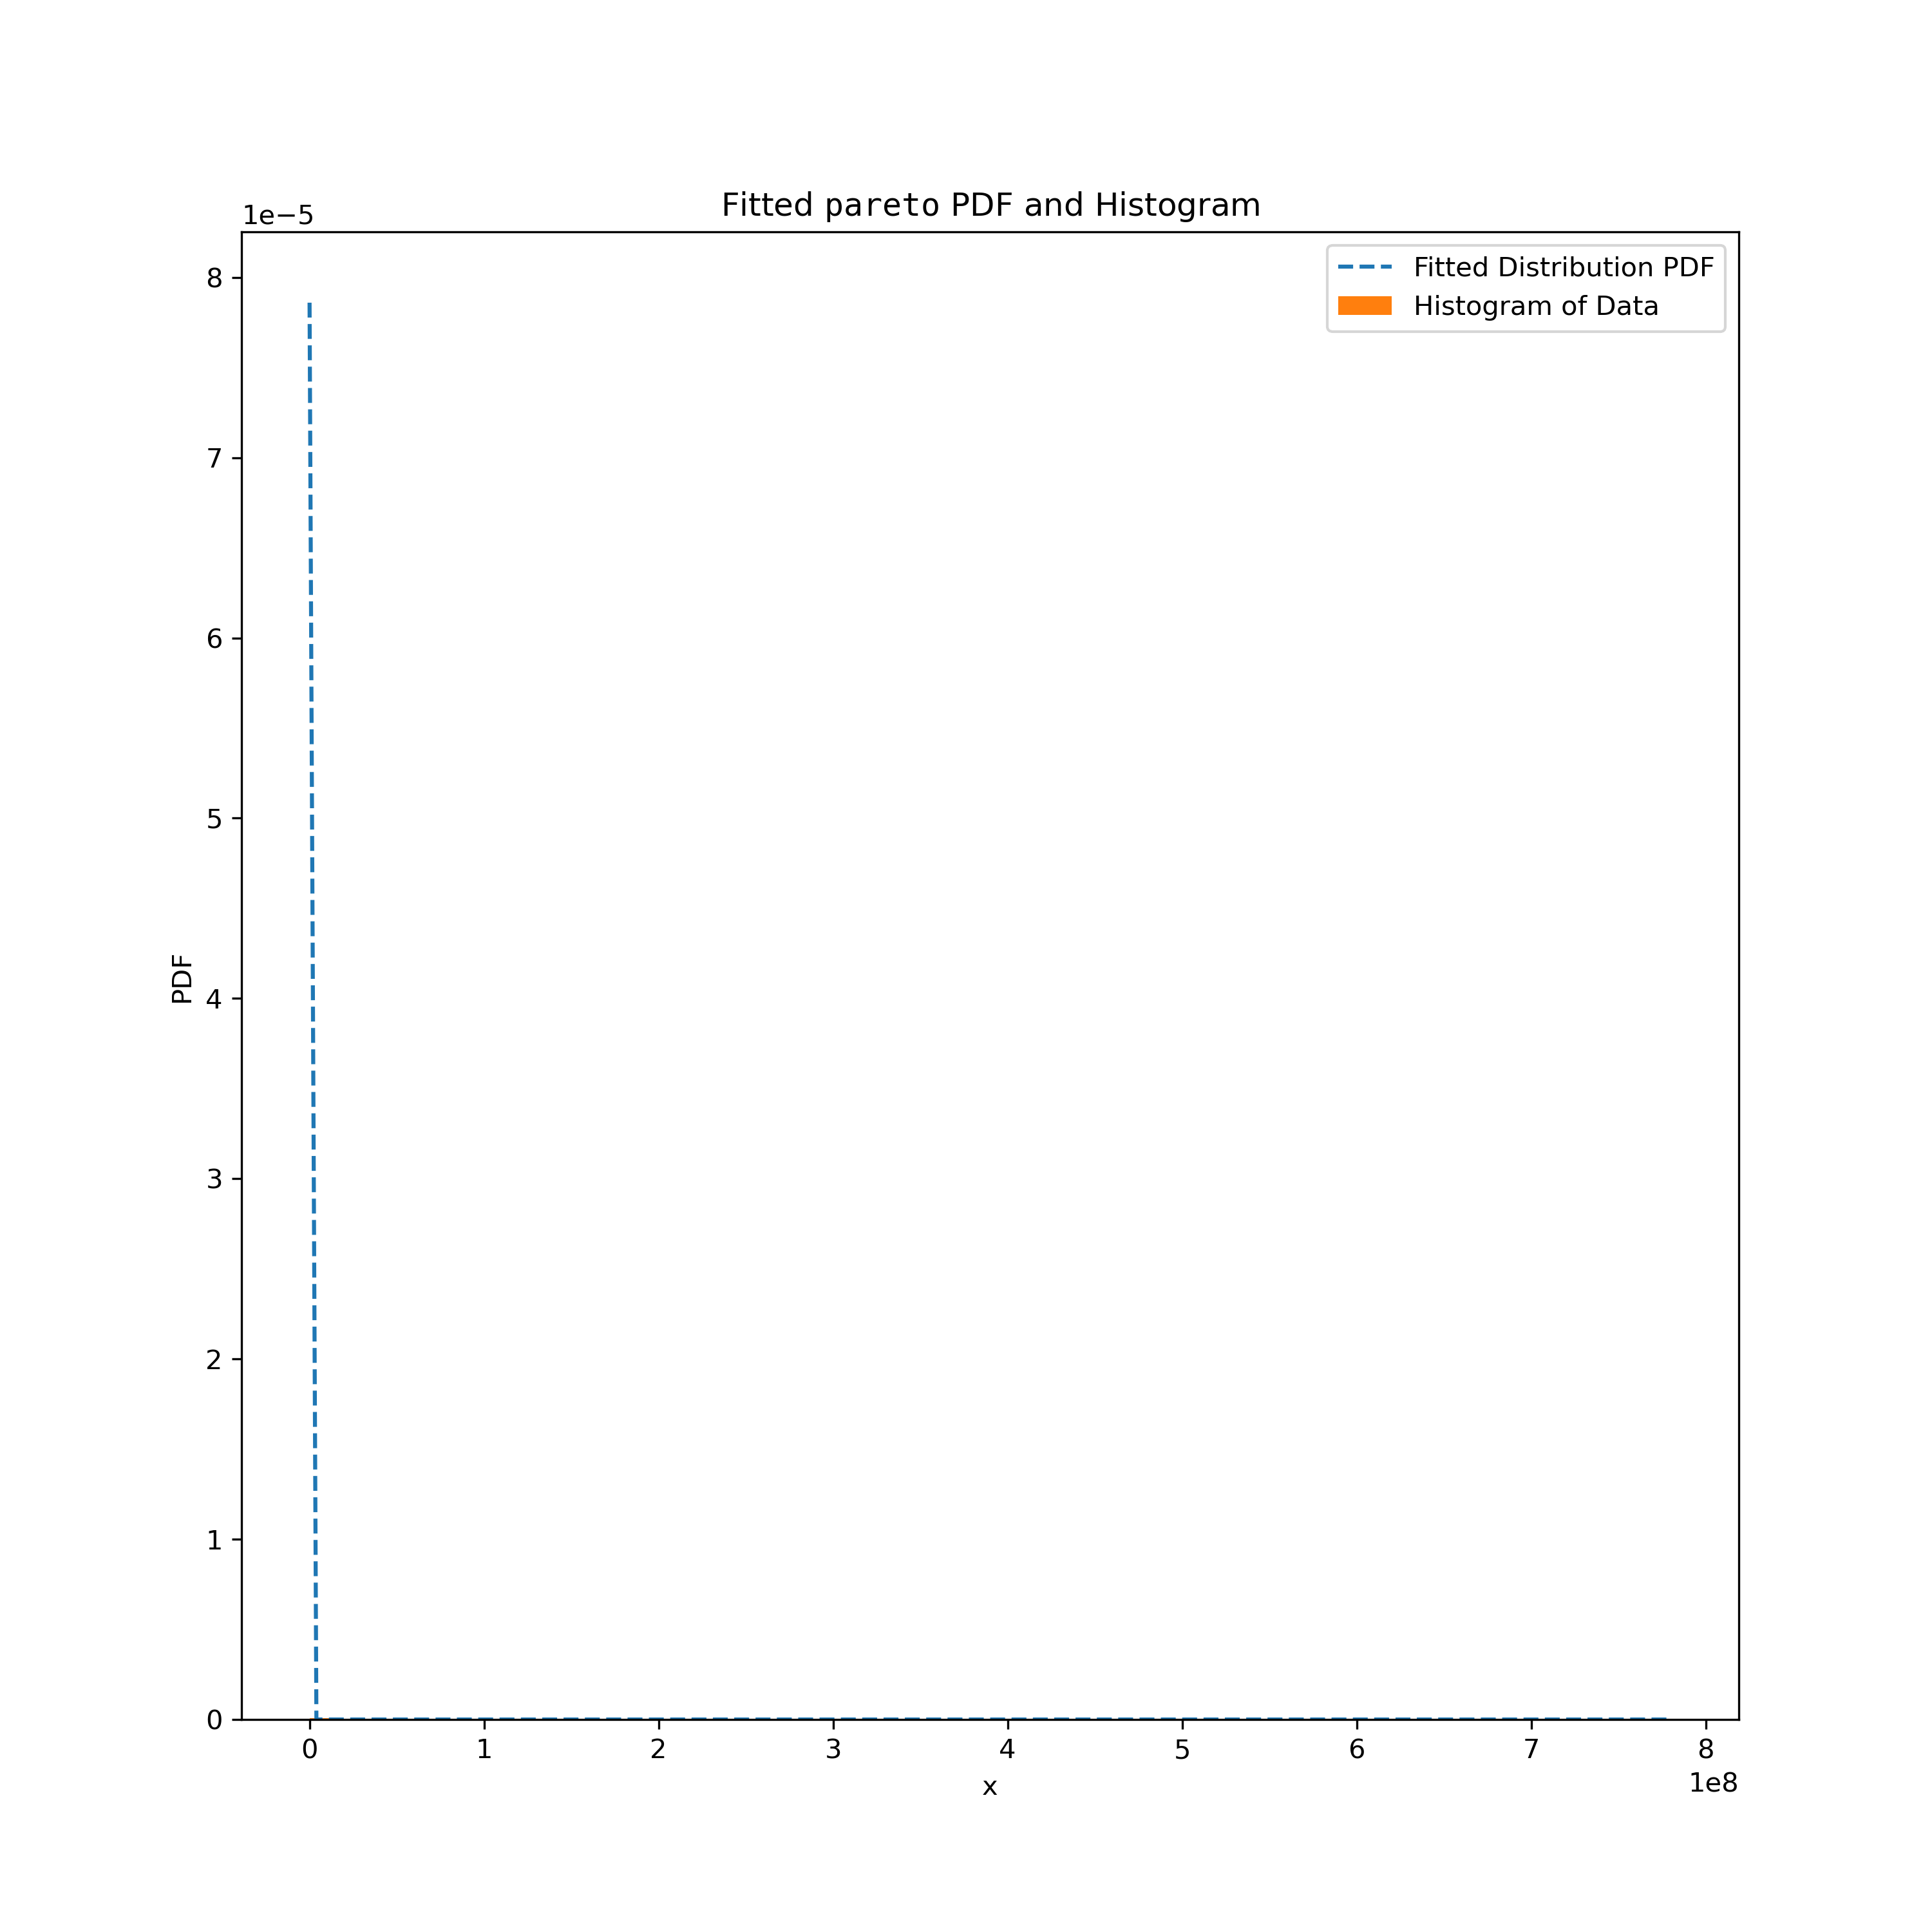 Fitted pareto PDF and Histogram
1e−5
Fitted Distribution PDF
Histogram of Data
8
7
6
5
4
3
2
1
0
PDF
0 1 2 3 4 5 6 7 8
x
1e8